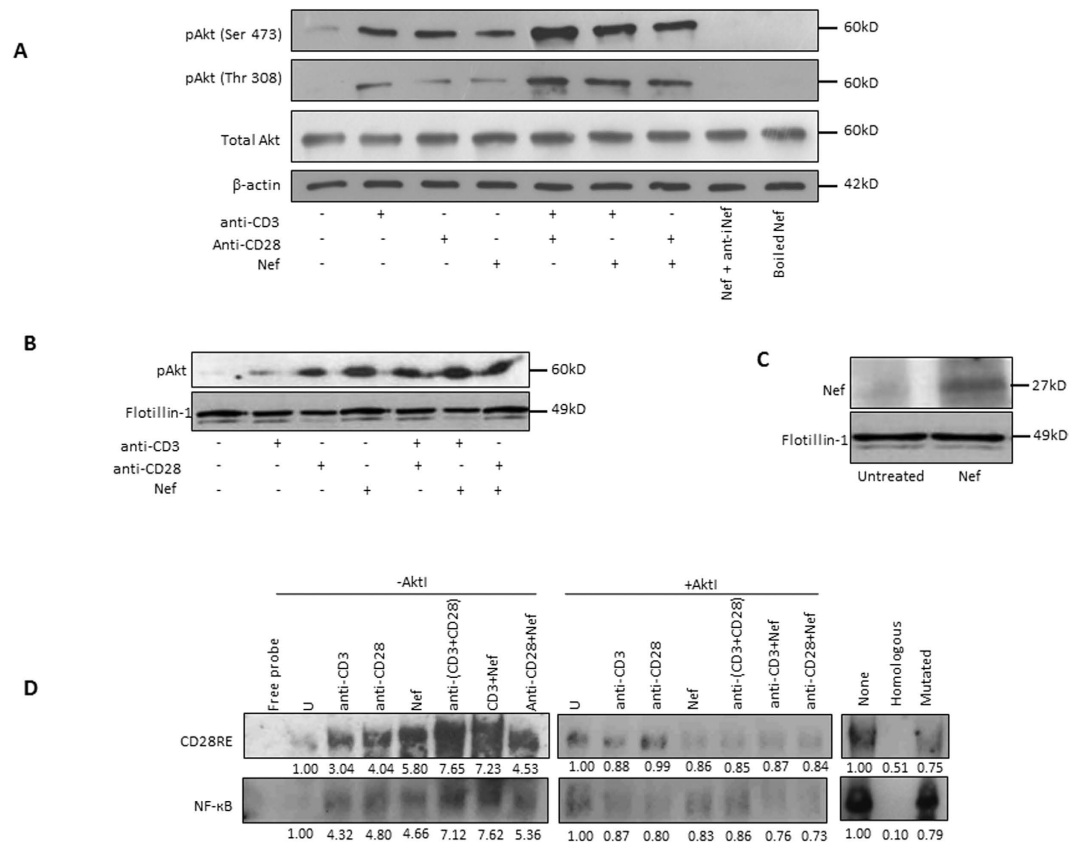 A
pAkt (Ser 473)
60kD
pAkt (Thr 308)
60kD
Total Akt
60kD
β-actin
42kD
anti-CD3 - + - - + + -
Anti-CD28 - - + - + - +
Nef - - - + - + +
Nef + ant-iNef
Boiled Nef
B
pAkt
60kD
Flotillin-1
49kD
anti-CD3 - + - - + + -
anti-CD28 - - + - + - +
Nef - - - + - + +
C
Nef
27kD
Flotillin-1
49kD
Untreated Nef
D
-AktI
+AktI
Free probe
U
anti-CD3
anti-CD28
Nef
anti-(CD3+CD28)
CD3+Nef
Anti-CD28+Nef
U
anti-CD3
anti-CD28
Nef
anti-(CD3+CD28)
anti-CD3+Nef
anti-CD28+Nef
None
Homologous
Mutated
CD28RE
1.00 3.04 4.04 5.80 7.65 7.23 4.53
1.00 0.88 0.99 0.86 0.85 0.87 0.84
1.00 0.51 0.75
NF-κB
1.00 4.32 4.80 4.66 7.12 7.62 5.36
1.00 0.87 0.80 0.83 0.86 0.76 0.73
1.00 0.10 0.79